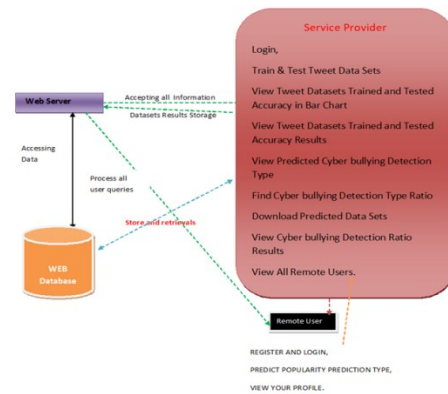 Service Provider
Login,
Train & Test Tweet Data Sets
View Tweet Datasets Trained and Tested
Accuracy in Bar Chart
View Tweet Datasets Trained and Tested
Accuracy Results
View Predicted Cyber bullying Detection
Type
Find Cyber bullying Detection Type Ratio
Download Predicted Data Sets
View Cyber bullying Detection Ratio
Results
View All Remote Users.
Web Server
Accepting all Information
Datasets Results Storage
Accessing
Data
Process all
user queries
Store and retrievals
WEB
Database
Remote User
REGISTER AND LOGIN,
PREDICT POPULARITY PREDICTION TYPE,
VIEW YOUR PROFILE.